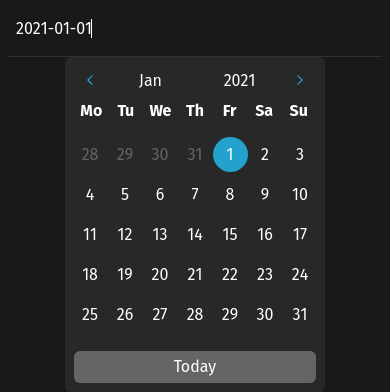 2021-01-01
Jan 2021
Mo Tu We Th Fr Sa Su
28 29 30 31 1 2 3
4 5 6 7 8 9 10
11 12 13 14 15 16 17
18 19 20 21 22 23 24
25 26 27 28 29 30 31
Today